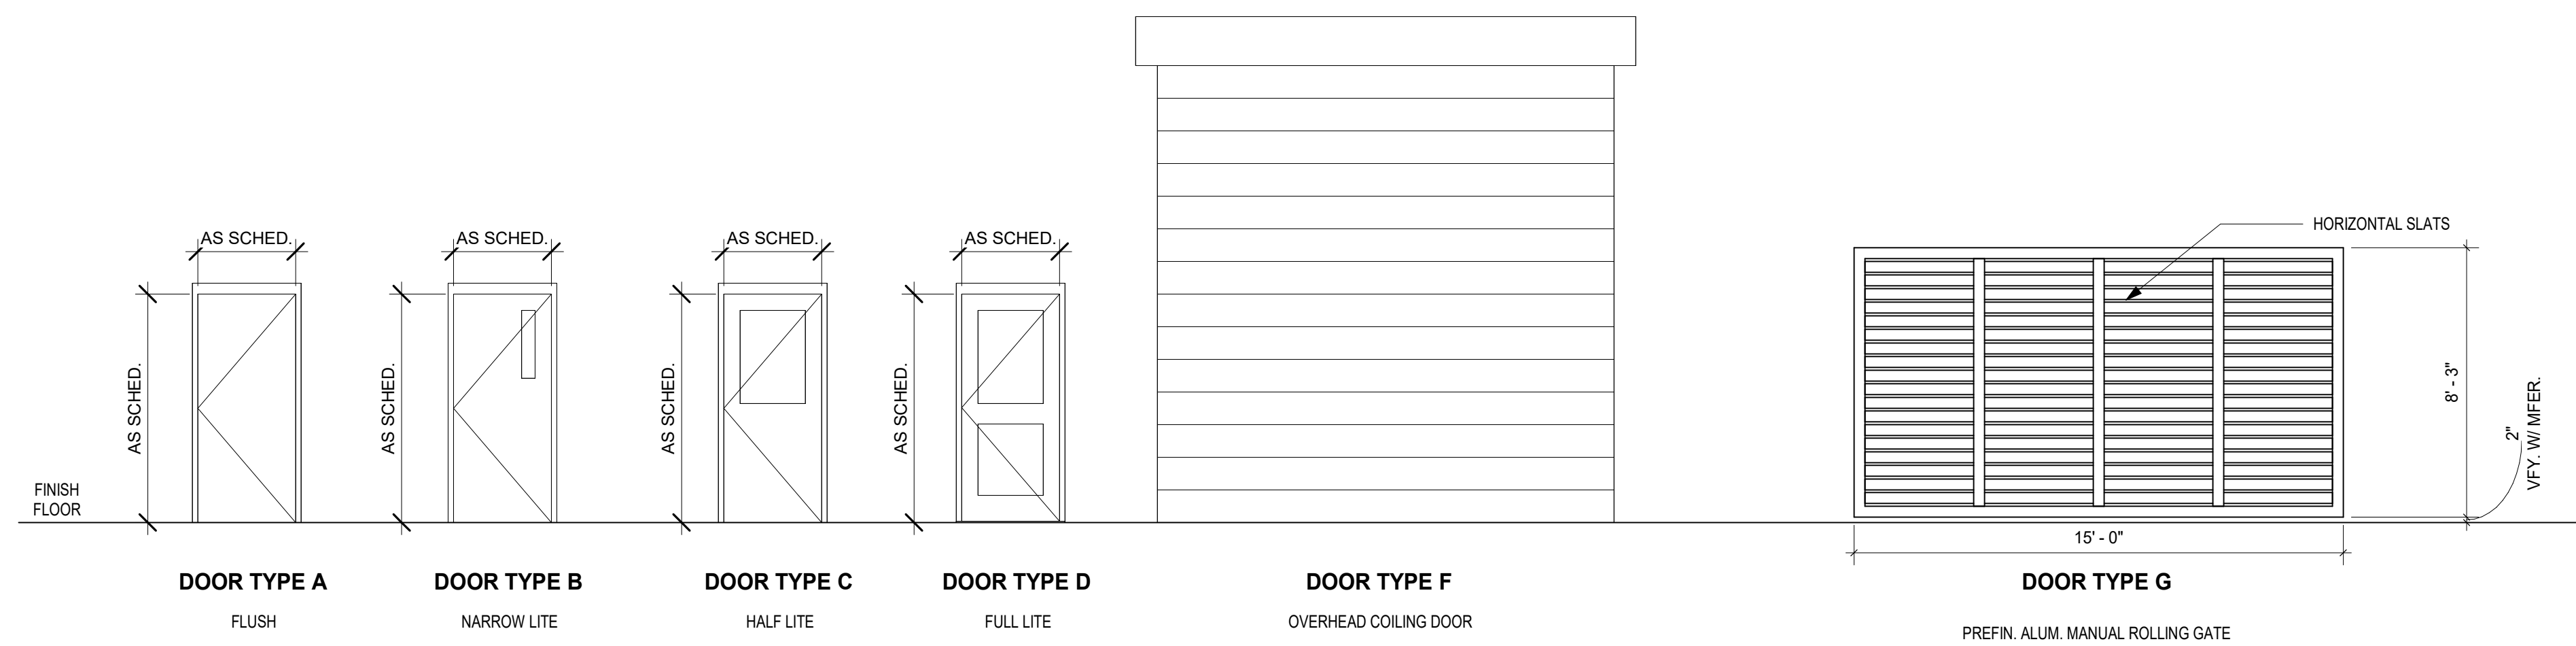 HORIZONTAL SLATS
AS SCHED.
AS SCHED.
AS SCHED.
AS SCHED.
AS SCHED.
AS SCHED.
AS SCHED.
AS SCHED.
8' - 3"
2"
VFY. W/ MFER.
FINISH
FLOOR
15' - 0"
DOOR TYPE A
FLUSH
DOOR TYPE B
NARROW LITE
DOOR TYPE C
HALF LITE
DOOR TYPE D
FULL LITE
DOOR TYPE F
OVERHEAD COILING DOOR
DOOR TYPE G
PREFIN. ALUM. MANUAL ROLLING GATE